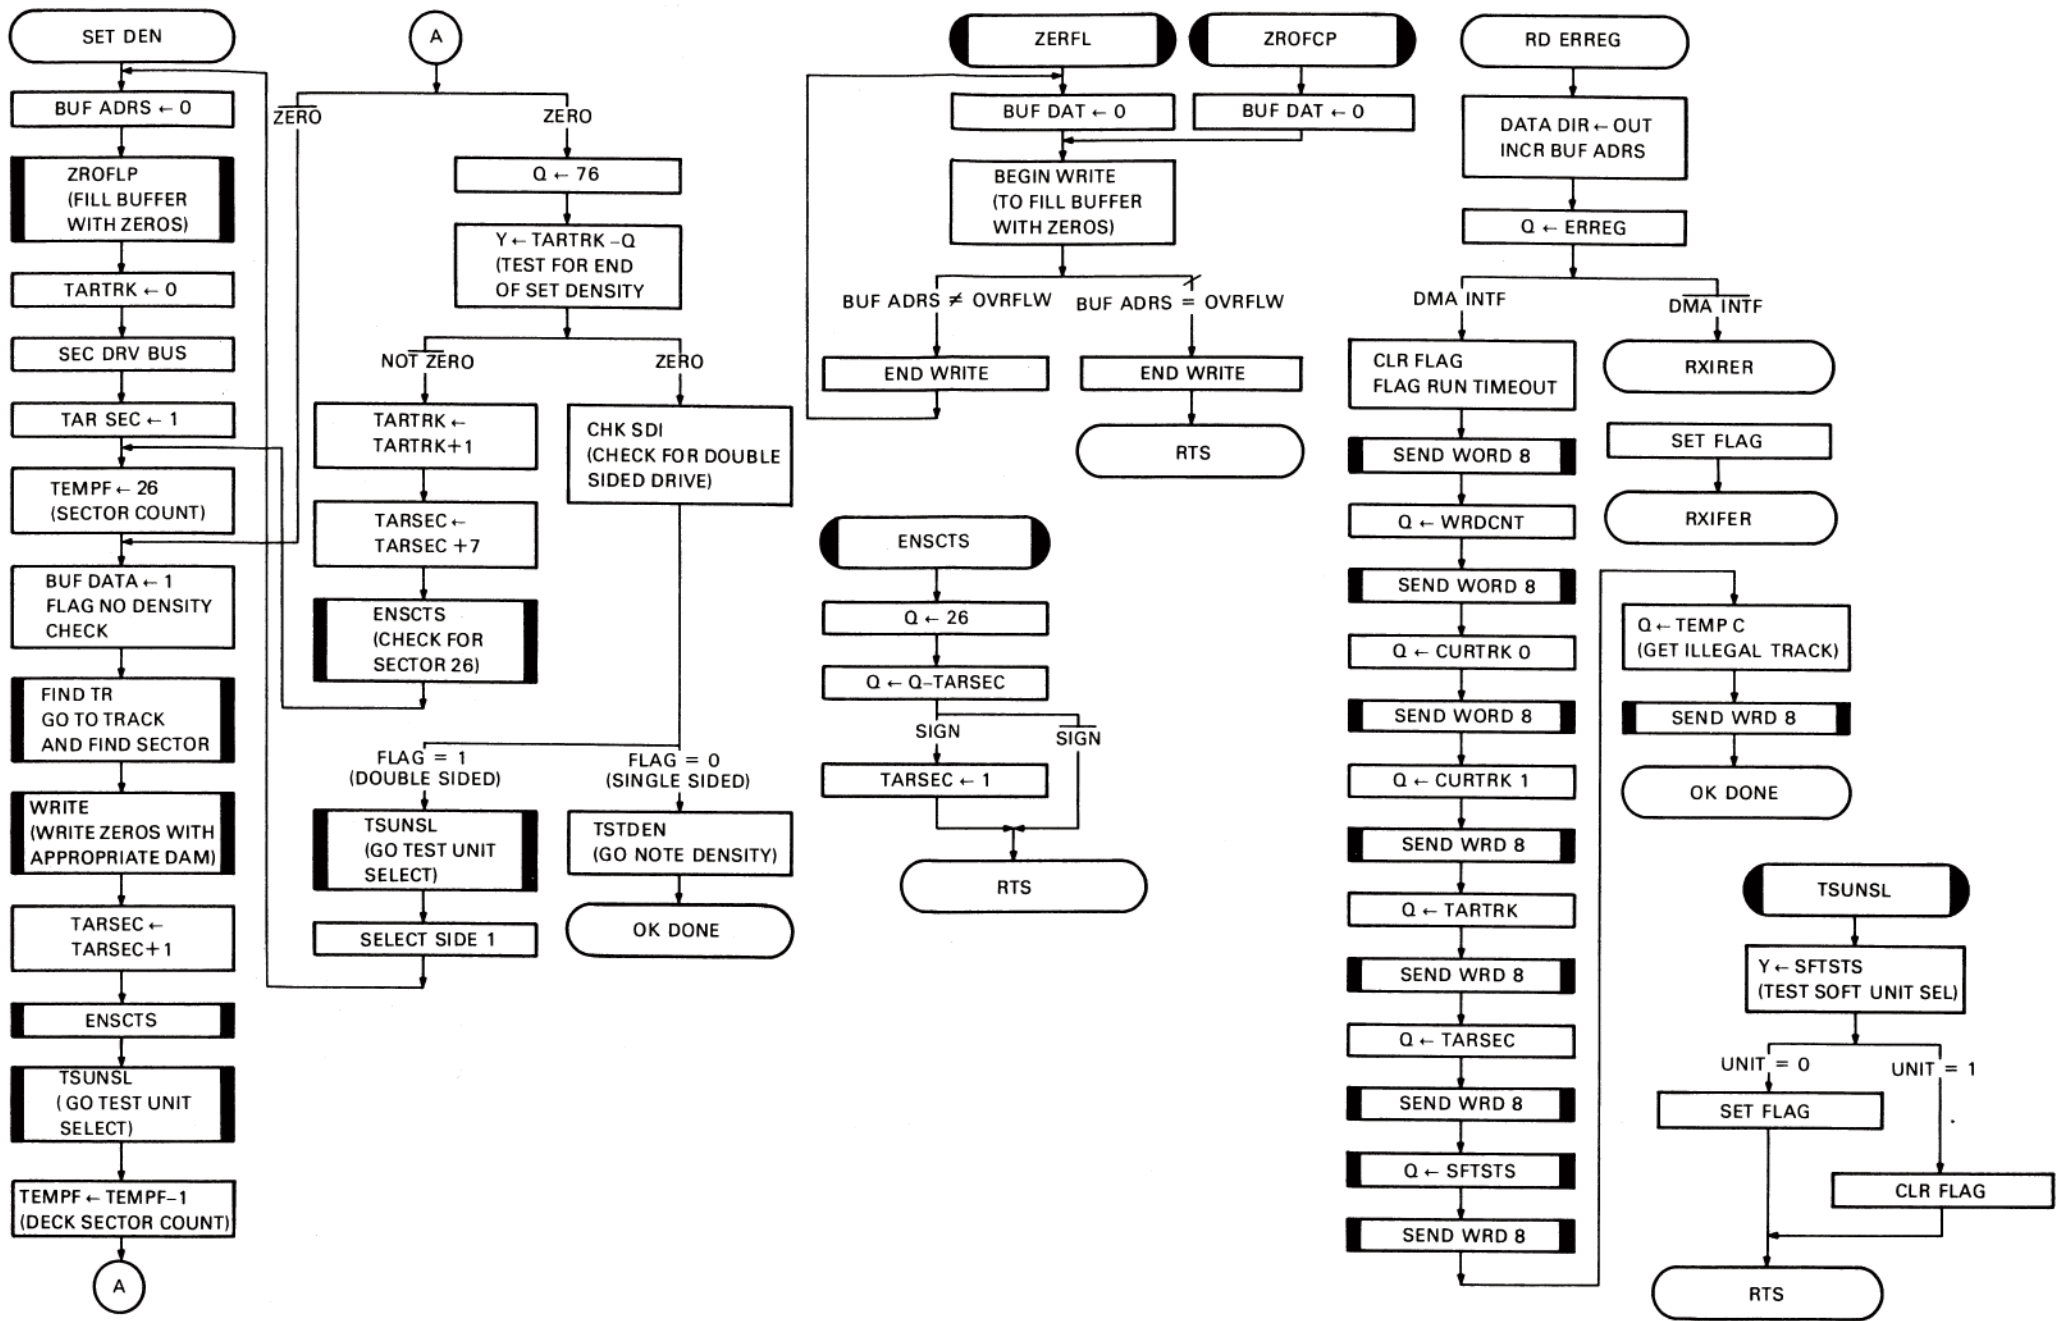 SET DEN
BUF ADRS ← 0
ZROFLP
(FILL BUFFER
WITH ZEROS)
TARTRK ← 0
SEC DRV BUS
TAR SEC ← 1
TEMPF ← 26
(SECTOR COUNT)
BUF DATA ← 1
FLAG NO DENSITY
CHECK
FIND TR
GO TO TRACK
AND FIND SECTOR
WRITE
(WRITE ZEROS WITH
APPROPRIATE DAM)
TARSEC ←
TARSEC+1
ENSCTS
TSUNSL
( GO TEST UNIT
SELECT)
TEMPF ← TEMPF–1
(DECK SECTOR COUNT)
A
A
ZERO
ZERO
Q ← 76
Y ← TARTRK –Q
(TEST FOR END
OF SET DENSITY
NOT ZERO
ZERO
TARTRK ←
TARTRK+1
TARSEC ←
TARSEC +7
ENSCTS
(CHECK FOR
SECTOR 26)
CHK SDI
(CHECK FOR DOUBLE
SIDED DRIVE)
FLAG = 1
(DOUBLE SIDED)
FLAG = 0
(SINGLE SIDED)
TSUNSL
(GO TEST UNIT
SELECT)
SELECT SIDE 1
TSTDEN
(GO NOTE DENSITY)
OK DONE
ZERFL
ZROFCP
BUF DAT ← 0
BUF DAT ← 0
BEGIN WRITE
(TO FILL BUFFER
WITH ZEROS)
BUF ADRS ≠ OVRFLW
BUF ADRS = OVRFLW
END WRITE
END WRITE
RTS
ENSCTS
Q ← 26
Q ← Q–TARSEC
SIGN
SIGN
TARSEC ← 1
RTS
RD ERREG
DATA DIR ← OUT
INCR BUF ADRS
Q ← ERREG
DMA INTF
DMA INTF
CLR FLAG
FLAG RUN TIMEOUT
RXIRER
SET FLAG
RXIFER
SEND WORD 8
Q ← WRDCNT
SEND WORD 8
Q ← CURTRK 0
SEND WORD 8
Q ← CURTRK 1
SEND WRD 8
Q ← TARTRK
SEND WRD 8
Q ← TARSEC
SEND WRD 8
Q ← SFTSTS
SEND WRD 8
Q ← TEMP C
(GET ILLEGAL TRACK)
SEND WRD 8
OK DONE
TSUNSL
Y ← SFTSTS
(TEST SOFT UNIT SEL)
UNIT = 0
UNIT = 1
SET FLAG
CLR FLAG
RTS